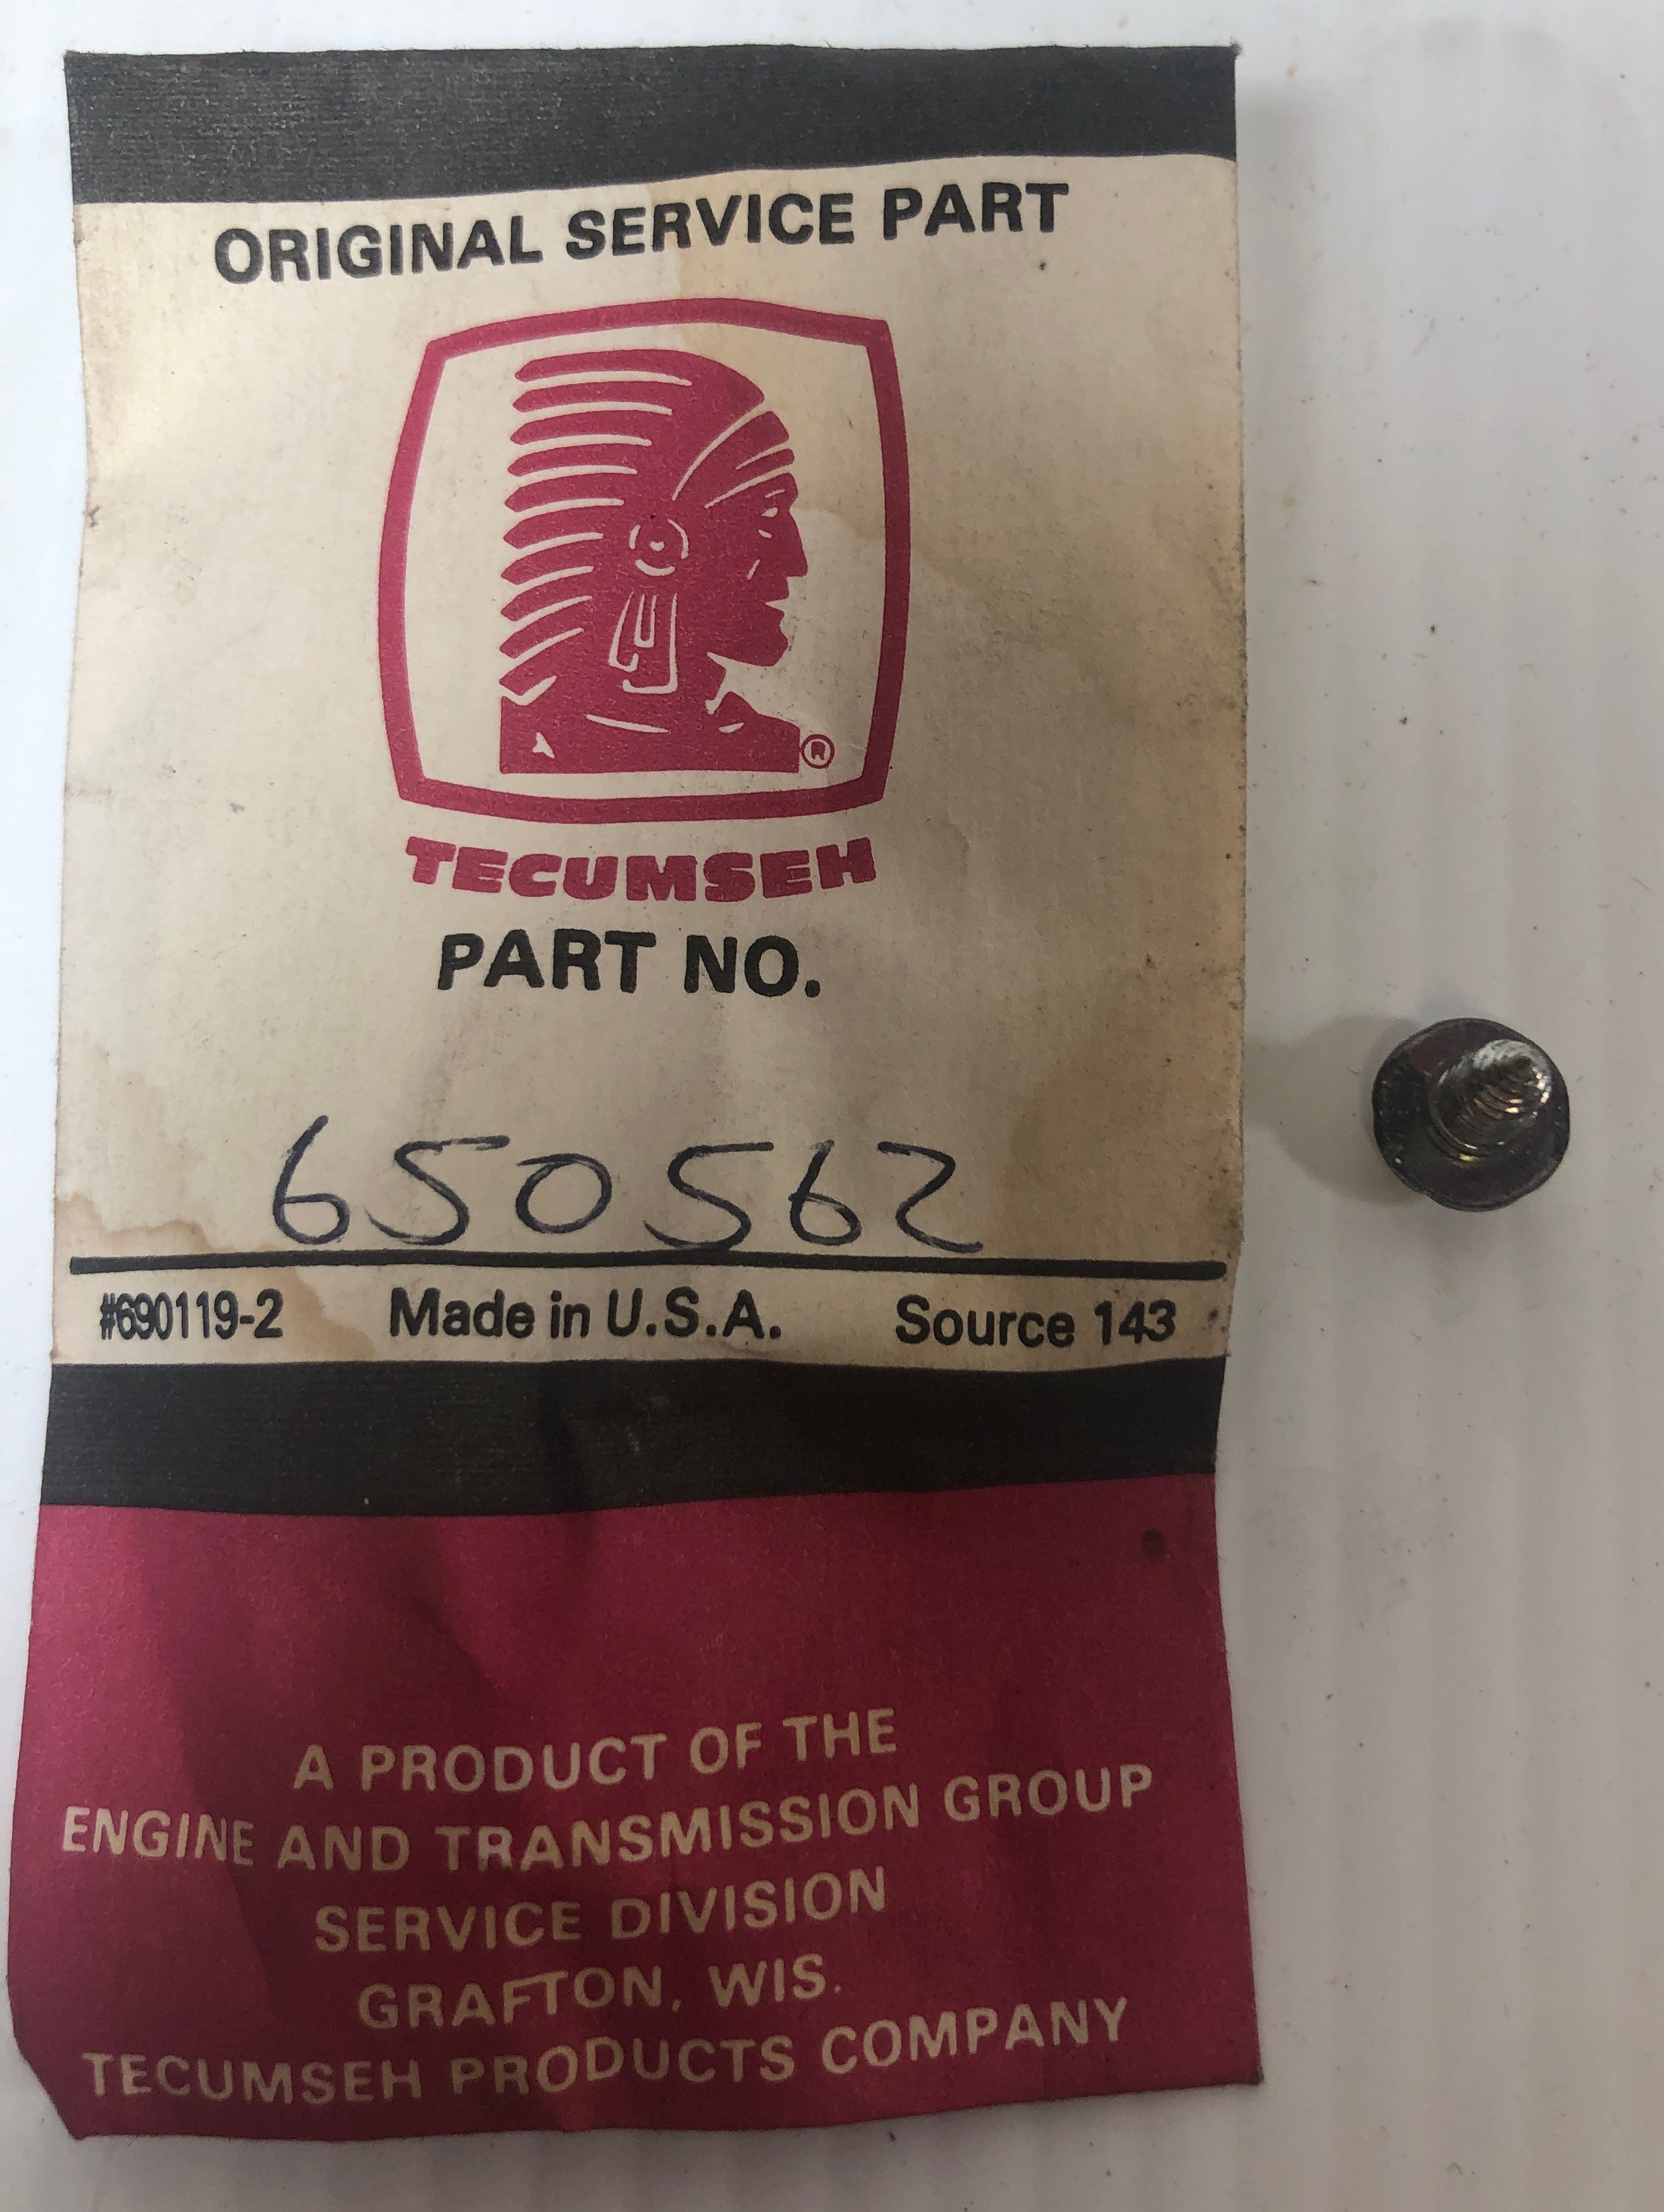 ORIGINAL SERVICE PART
®
TECUMSEH
PART NO.
650562
#690119-2 Made in U.S.A. Source 143
A PRODUCT OF THE
ENGINE AND TRANSMISSION GROUP
SERVICE DIVISION
GRAFTON, WIS.
TECUMSEH PRODUCTS COMPANY